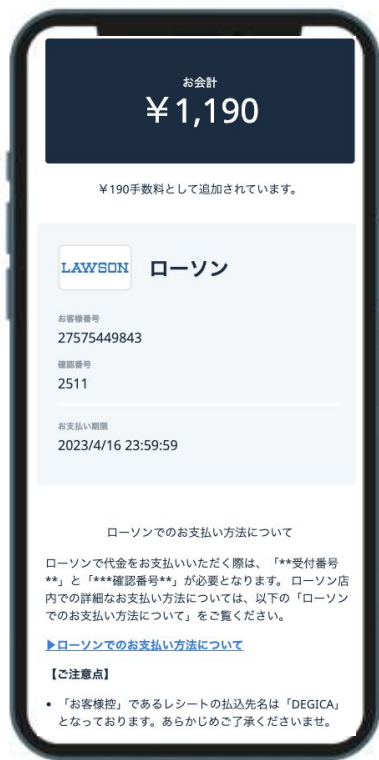 お会計
￥1,190
￥190手数料として追加されています。
LAWSON ローソン
お客様番号
27575449843
確認番号
2511
お支払い期限
2023/4/16 23:59:59
ローソンでのお支払い方法について
ローソンで代金をお支払いいただく際は、「**受付番号
**」と「***確認番号**」が必要となります。 ローソン店
内での詳細なお支払い方法については、以下の「ローソン
でのお支払い方法について」をご覧ください。
▶ローソンでのお支払い方法について
【ご注意点】
• 「お客様控」であるレシートの払込先名は「DEGICA」
となっております。あらかじめご了承くださいませ。